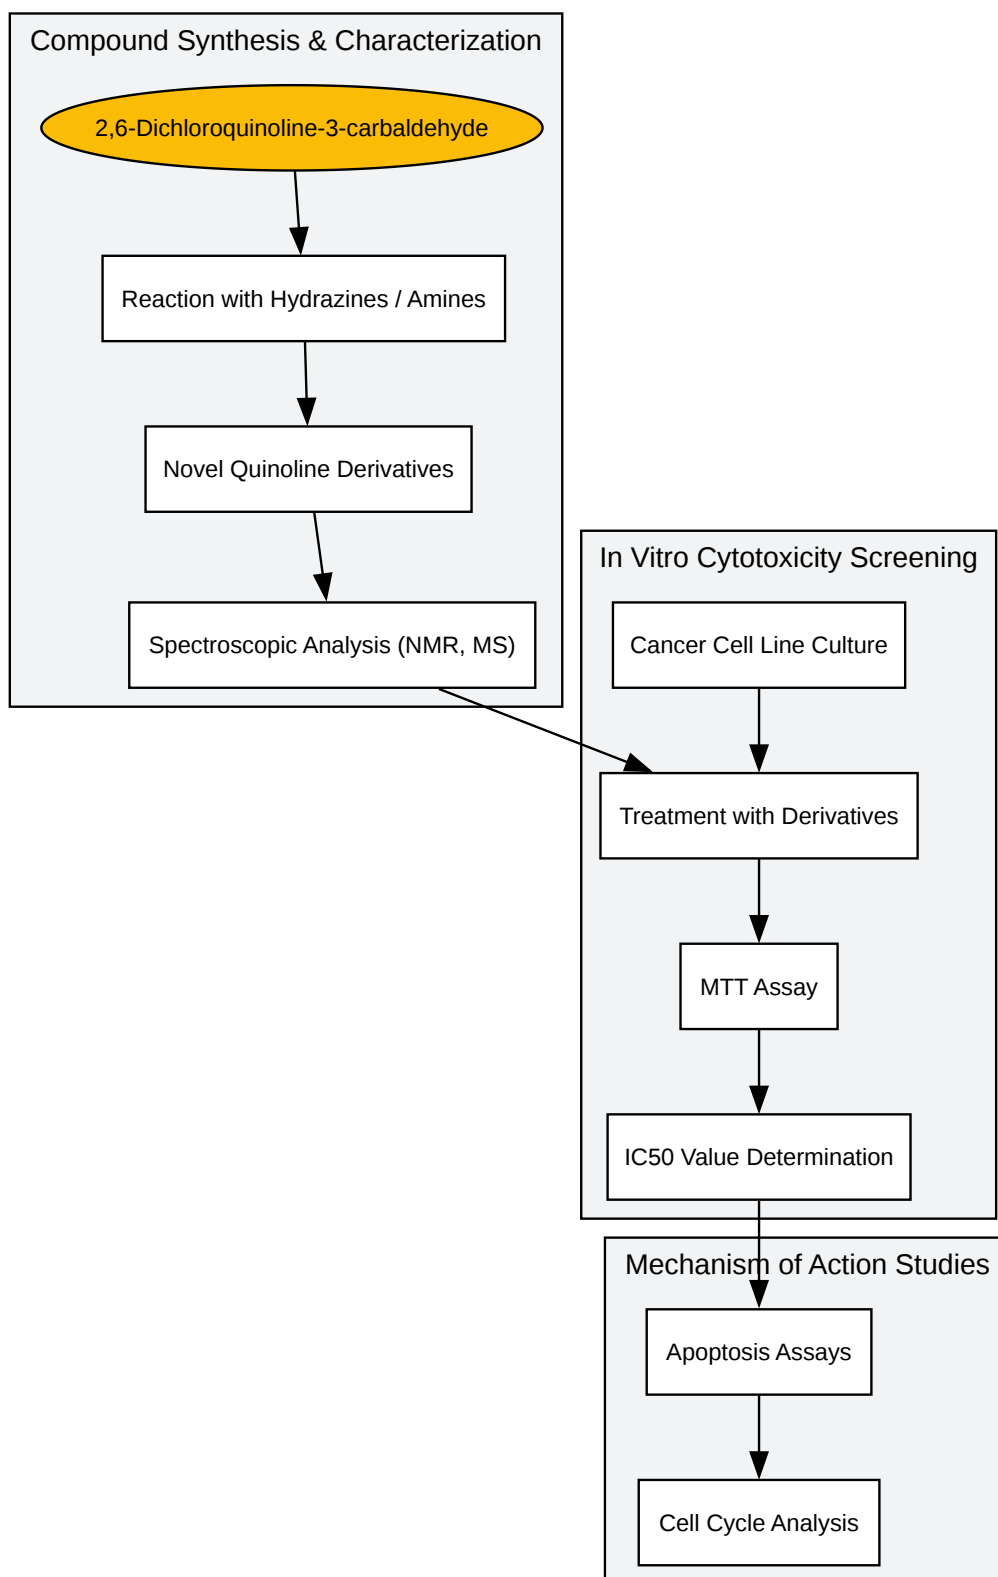 Compound Synthesis & Characterization
2,6-Dichloroquinoline-3-carbaldehyde
Reaction with Hydrazines / Amines
Novel Quinoline Derivatives
Spectroscopic Analysis (NMR, MS)
In Vitro Cytotoxicity Screening
Cancer Cell Line Culture
Treatment with Derivatives
MTT Assay
IC50 Value Determination
Mechanism of Action Studies
Apoptosis Assays
Cell Cycle Analysis